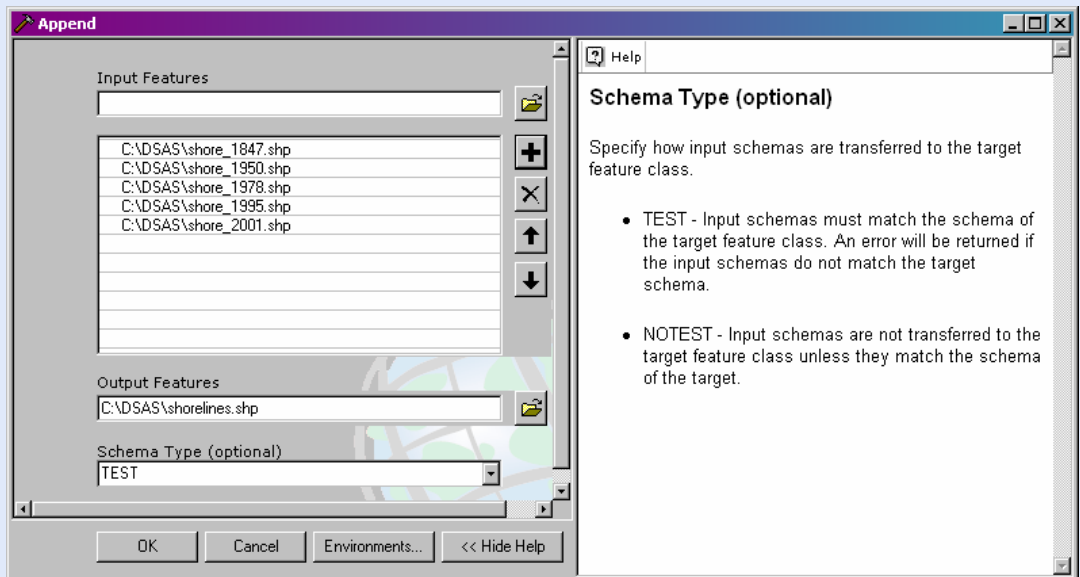 Append
Input Features
C:\DSAS\shore_1847.shp
C:\DSAS\shore_1950.shp
C:\DSAS\shore_1978.shp
C:\DSAS\shore_1995.shp
C:\DSAS\shore_2001.shp
Output Features
C:\DSAS\shorelines.shp
Schema Type (optional)
TEST
OK
Cancel
Environments...
<< Hide Help
Help
Schema Type (optional)
Specify how input schemas are transferred to the target
feature class.
• TEST - Input schemas must match the schema of
the target feature class. An error will be returned if
the input schemas do not match the target
schema.
• NOTEST - Input schemas are not transferred to the
target feature class unless they match the schema
of the target.